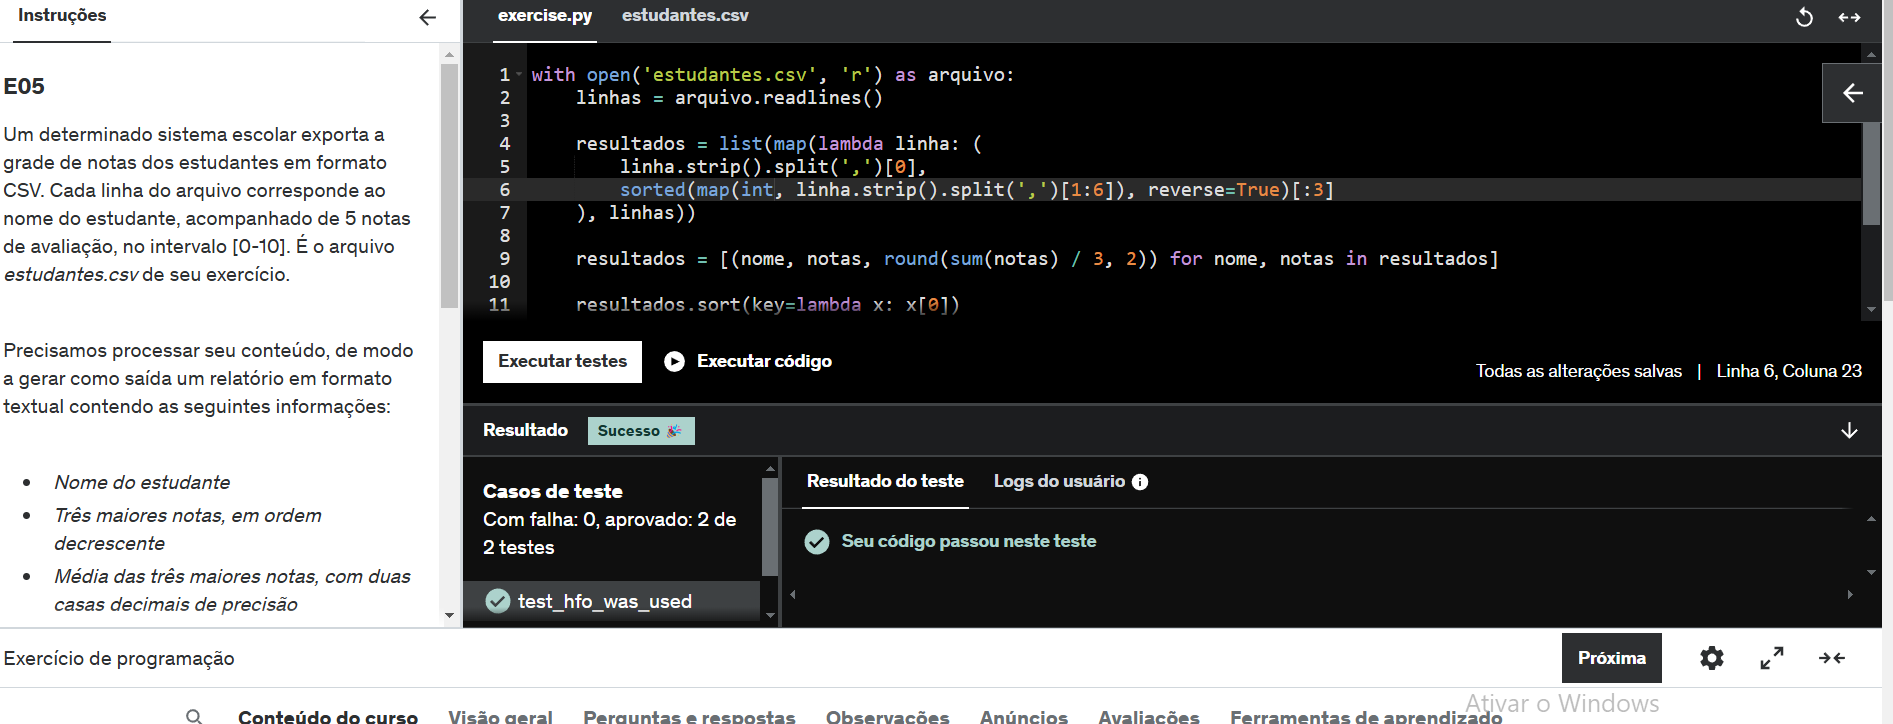 Instruções
exercise.py
estudantes.csv
E05
Um determinado sistema escolar exporta a
grade de notas dos estudantes em formato
CSV. Cada linha do arquivo corresponde ao
nome do estudante, acompanhado de 5 notas
de avaliação, no intervalo [0-10]. É o arquivo
estudantes.csv de seu exercício.
Precisamos processar seu conteúdo, de modo
a gerar como saída um relatório em formato
textual contendo as seguintes informações:
• Nome do estudante
• Três maiores notas, em ordem
decrescente
• Média das três maiores notas, com duas
casas decimais de precisão
1 with open('estudantes.csv', 'r') as arquivo:
2     linhas = arquivo.readlines()
3
4     resultados = list(map(lambda linha: (
5         linha.strip().split(',')[0],
6         sorted(map(int, linha.strip().split(',')[1:6]), reverse=True)[:3]
7     ), linhas))
8
9     resultados = [(nome, notas, round(sum(notas) / 3, 2)) for nome, notas in resultados]
10
11     resultados.sort(key=lambda x: x[0])
Executar testes
Executar código
Todas as alterações salvas | Linha 6, Coluna 23
Resultado
Sucesso 🎉
Casos de teste
Com falha: 0, aprovado: 2 de
2 testes
test_hfo_was_used
Resultado do teste
Logs do usuário
Seu código passou neste teste
Exercício de programação
Próxima
Ativar o Windows
Conteúdo do curso
Visão geral
Perguntas e respostas
Observações
Anúncios
Avaliações
Ferramentas de aprendizado